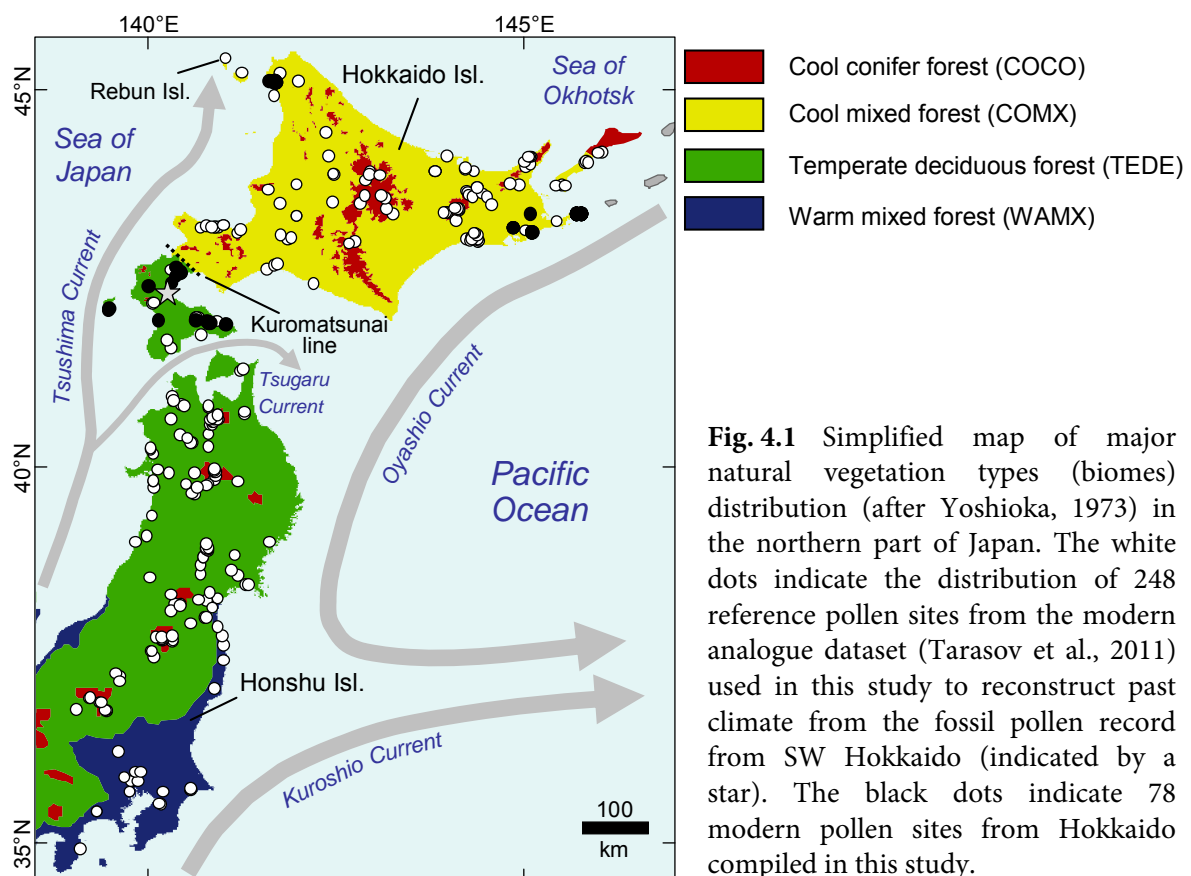 140°E
145°E
45°N
40°N
35°N
Rebun Isl.
Hokkaido Isl.
Sea of
Okhotsk
Sea of
Japan
Tsushima Current
Kuromatsunai
line
Tsugaru
Current
Oyashio Current
Pacific
Ocean
Honshu Isl.
Kuroshio Current
100
km
Cool conifer forest (COCO)
Cool mixed forest (COMX)
Temperate deciduous forest (TEDE)
Warm mixed forest (WAMX)
Fig. 4.1 Simplified map of major
natural vegetation types (biomes)
distribution (after Yoshioka, 1973) in
the northern part of Japan. The white
dots indicate the distribution of 248
reference pollen sites from the modern
analogue dataset (Tarasov et al., 2011)
used in this study to reconstruct past
climate from the fossil pollen record
from SW Hokkaido (indicated by a
star). The black dots indicate 78
modern pollen sites from Hokkaido
compiled in this study.